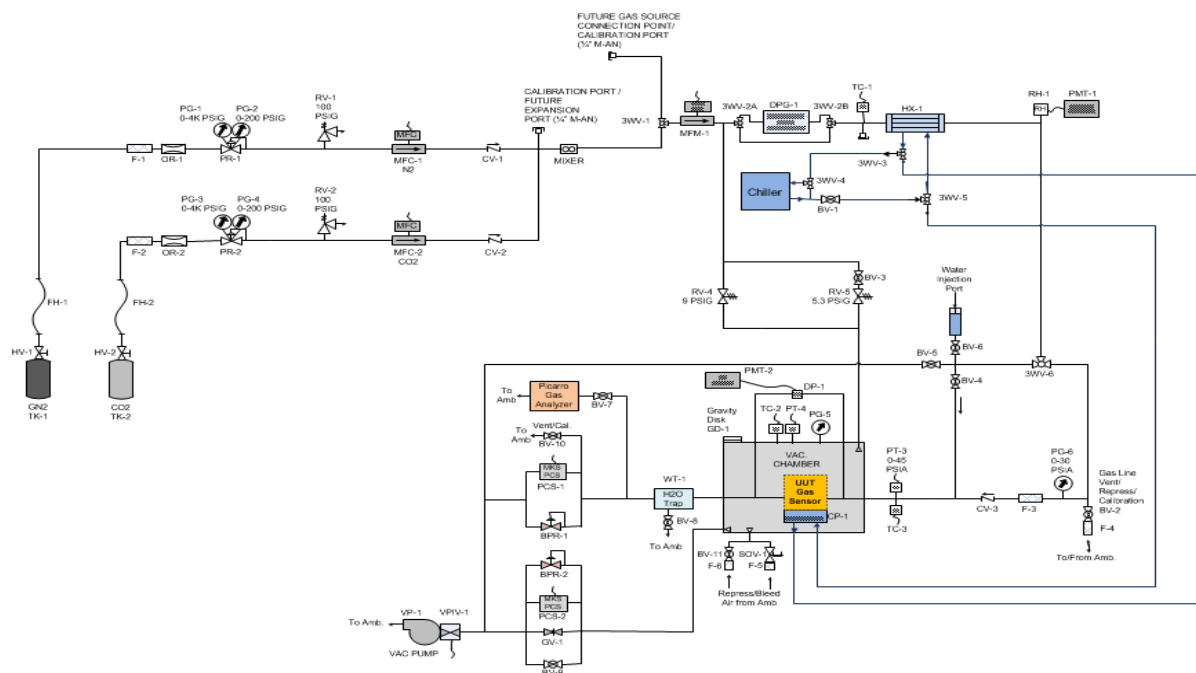 FUTURE GAS SOURCE
CONNECTION POINT/
CALIBRATION PORT
(¼" M-AN)
CALIBRATION PORT /
FUTURE
EXPANSION
PORT (¼" M-AN)
PG-1
0-4K PSIG
PG-2
0-200 PSIG
RV-1
100
PSIG
MFC
F-1
OR-1
PR-1
MFC-1
N2
CV-1
MIXER
3WV-1
MFM-1
3WV-2A
DPG-1
3WV-2B
TC-1
HX-1
RH-1
RH
PMT-1
PG-3
0-4K PSIG
PG-4
0-200 PSIG
RV-2
100
PSIG
MFC
F-2
OR-2
PR-2
MFC-2
CO2
CV-2
3WV-3
3WV-4
Chiller
BV-1
3WV-5
FH-1
FH-2
HV-1
HV-2
GN2
TK-1
CO2
TK-2
RV-4
9 PSIG
BV-3
RV-5
5.3 PSIG
Water
Injection
Port
BV-6
BV-5
BV-4
3WV-6
PMT-2
DP-1
To
Amb
Picarro
Gas
Analyzer
BV-7
Gravity
Disk
GD-1
TC-2
PT-4
PG-5
To
Amb
Vent/Cal.
BV-10
MKS
PCS
PCS-1
BPR-1
WT-1
H2O
Trap
BV-8
To Amb
VAC.
CHAMBER
UUT
Gas
Sensor
CP-1
PT-3
0-45
PSIA
TC-3
CV-3
F-3
PG-6
0-30
PSIA
Gas Line
Vent/
Repress/
Calibration
BV-2
F-4
To/From Amb.
BV-11
F-6
SOV-1
F-5
Repress/Bleed
Air from Amb
BPR-2
MKS
PCS
PCS-2
GV-1
BV-9
To Amb.
VP-1
VPIV-1
VAC PUMP